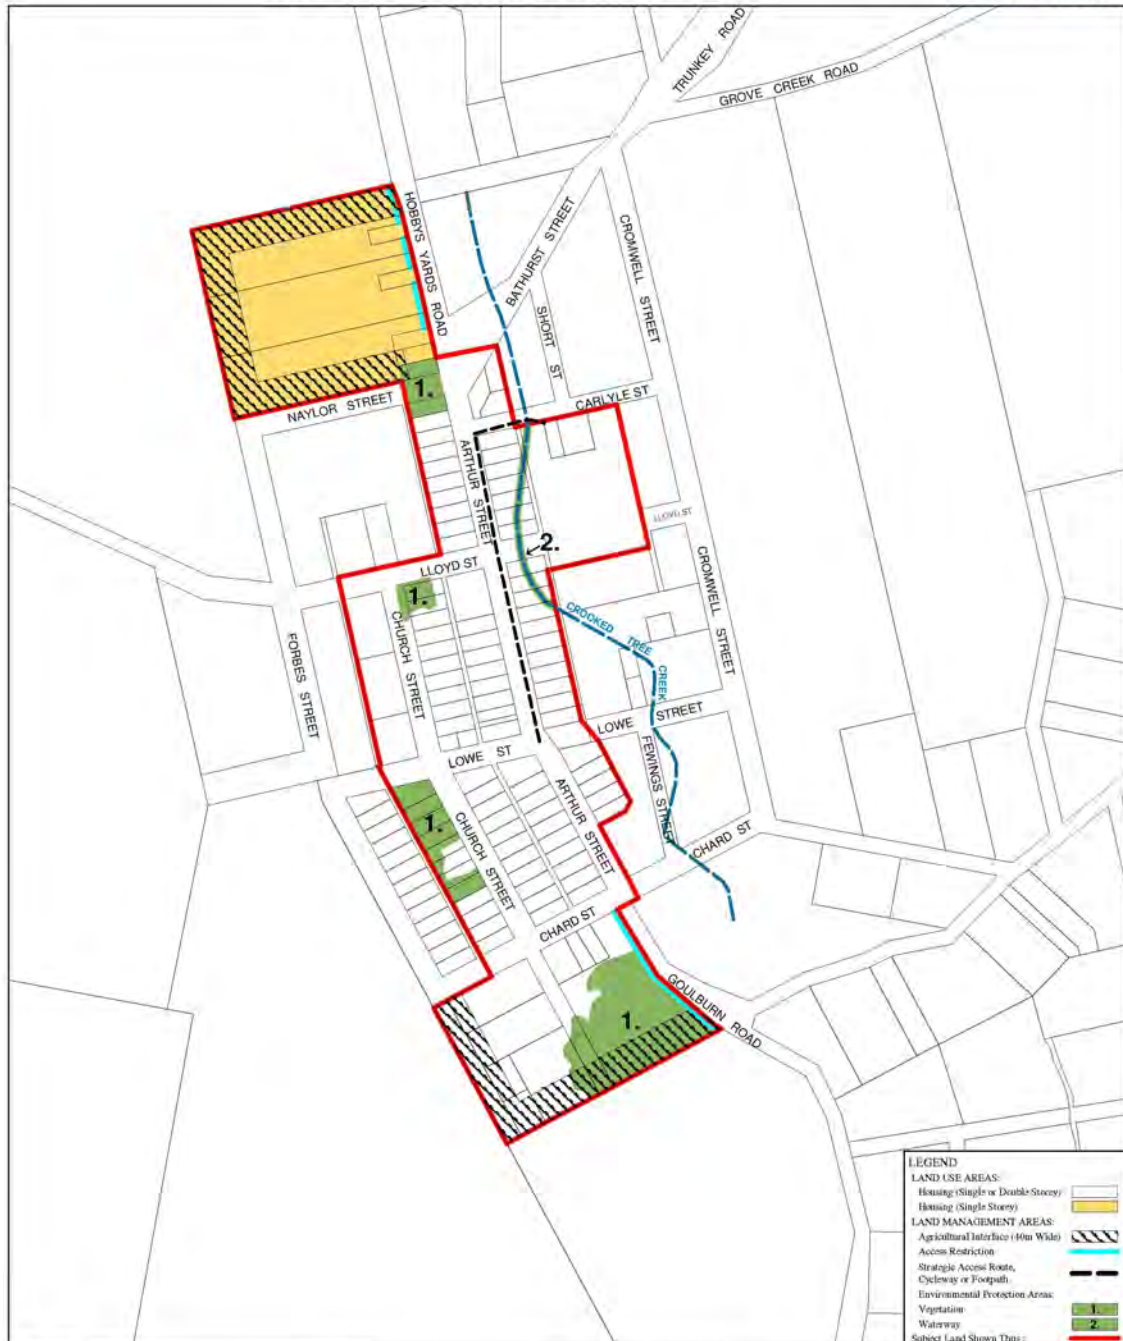 TRUNKEY ROAD
GROVE CREEK ROAD
HOBBYS YARDS ROAD
BATHURST STREET
CROMWELL STREET
SHORT ST
CARLYLE ST
1.
NAYLOR STREET
ARTHUR STREET
LLOYD ST
2.
LLOYD ST
1.
CROOKED TREE CREEK
CROMWELL STREET
FORBES STREET
CHURCH STREET
LOWE STREET
LOWE ST
FEWINGS STREET
1.
CHURCH STREET
ARTHUR STREET
CHARD ST
CHARD ST
GOULBURN ROAD
1.
LEGEND
LAND USE AREAS:
Housing (Single or Double Storey)
Housing (Single Storey)
LAND MANAGEMENT AREAS:
Agricultural Interface (40m Wide)
Access Restriction
Strategic Access Route,
Cycleway or Footpath
Environmental Protection Areas:
Vegetation 1.
Waterway 2.
Subject Land Shown Thus :